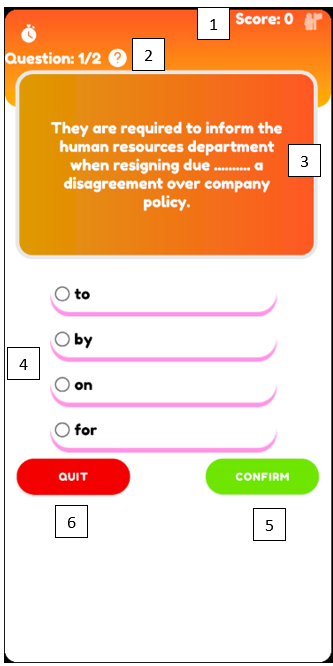 1
Score: 0
Question: 1/2 ?
2
They are required to inform the
human resources department
when resigning due .......... a
disagreement over company
policy.
3
to
by
4
on
for
QUIT
CONFIRM
6
5